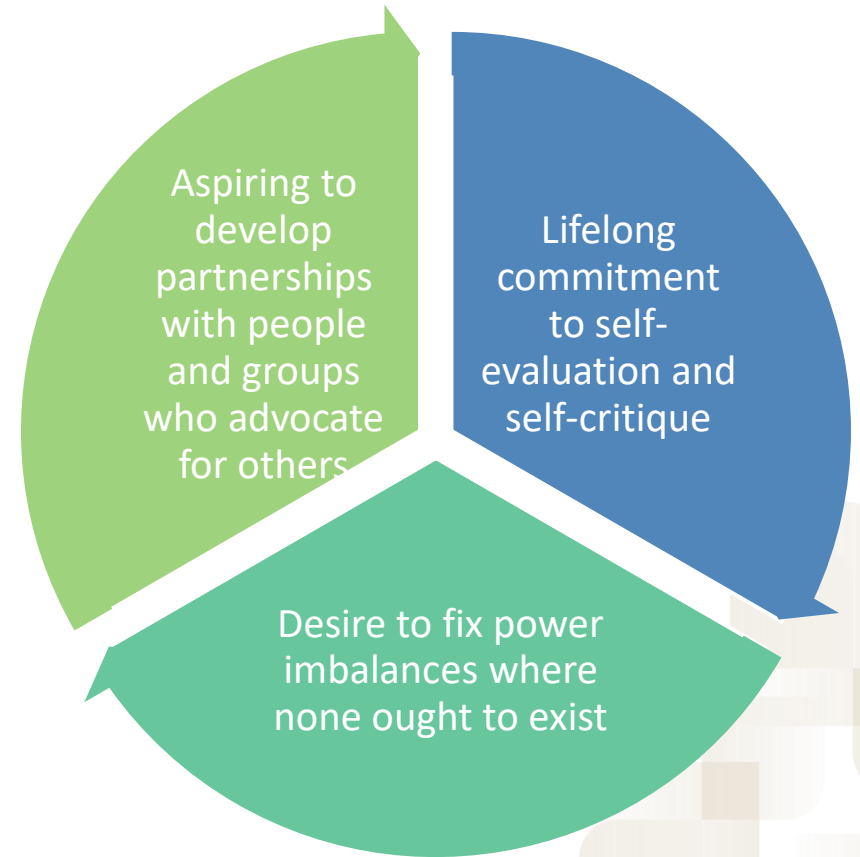 Aspiring to
develop
partnerships
with people
and groups
who advocate
for others
Lifelong
commitment
to self-
evaluation and
self-critique
Desire to fix power
imbalances where
none ought to exist